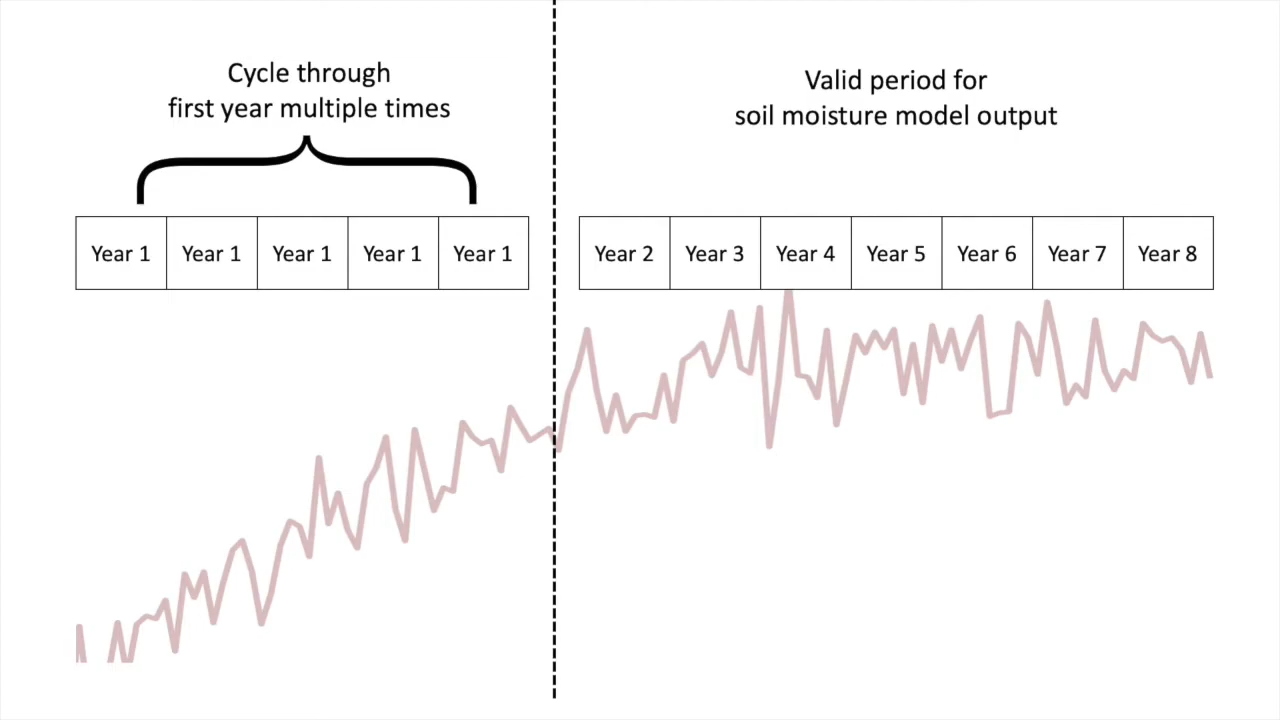 Cycle through
first year multiple times
Valid period for
soil moisture model output
Year 1 Year 1 Year 1 Year 1 Year 1 Year 2 Year 3 Year 4 Year 5 Year 6 Year 7 Year 8